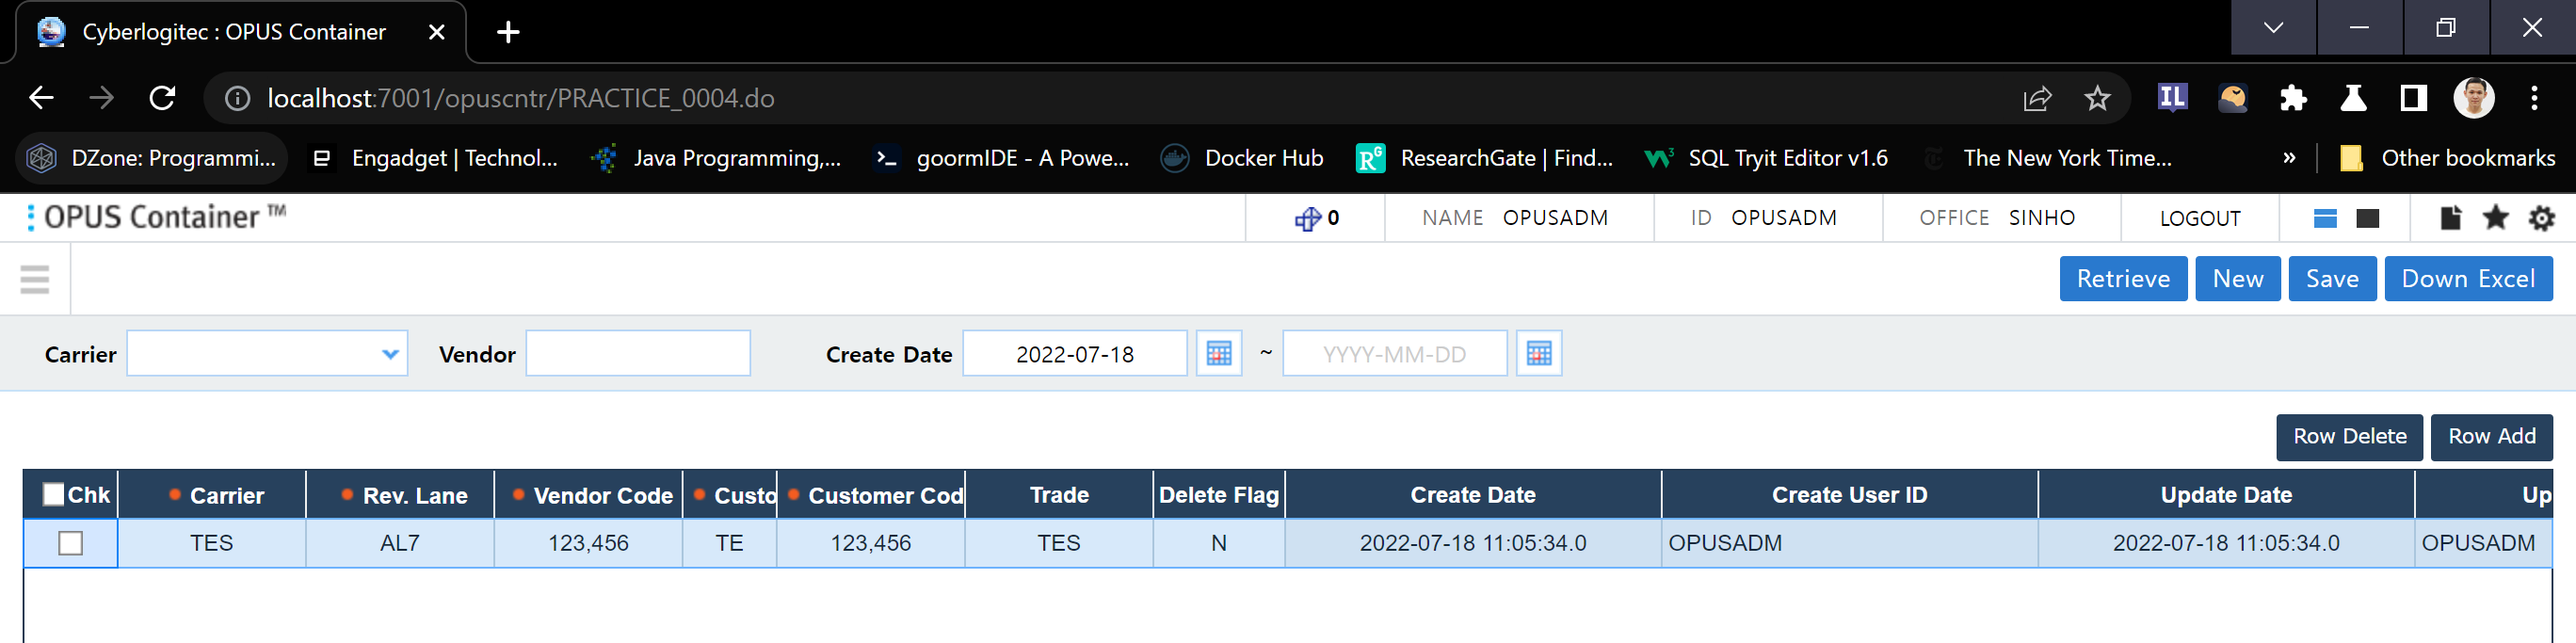 Cyberlogitec : OPUS Container
localhost:7001/opuscntr/PRACTICE_0004.do
IL
DZone: Programmi... Engadget | Technol... Java Programming,... goormIDE - A Powe... Docker Hub ResearchGate | Find... SQL Tryit Editor v1.6 The New York Time... » Other bookmarks
OPUS Container ™ 0 NAME OPUSADM ID OPUSADM OFFICE SINHO LOGOUT
Retrieve New Save Down Excel
Carrier Vendor Create Date 2022-07-18 ~ YYYY-MM-DD
Row Delete Row Add
Chk Carrier Rev. Lane Vendor Code Custo Customer Cod Trade Delete Flag Create Date Create User ID Update Date Up
TES AL7 123,456 TE 123,456 TES N 2022-07-18 11:05:34.0 OPUSADM 2022-07-18 11:05:34.0 OPUSADM